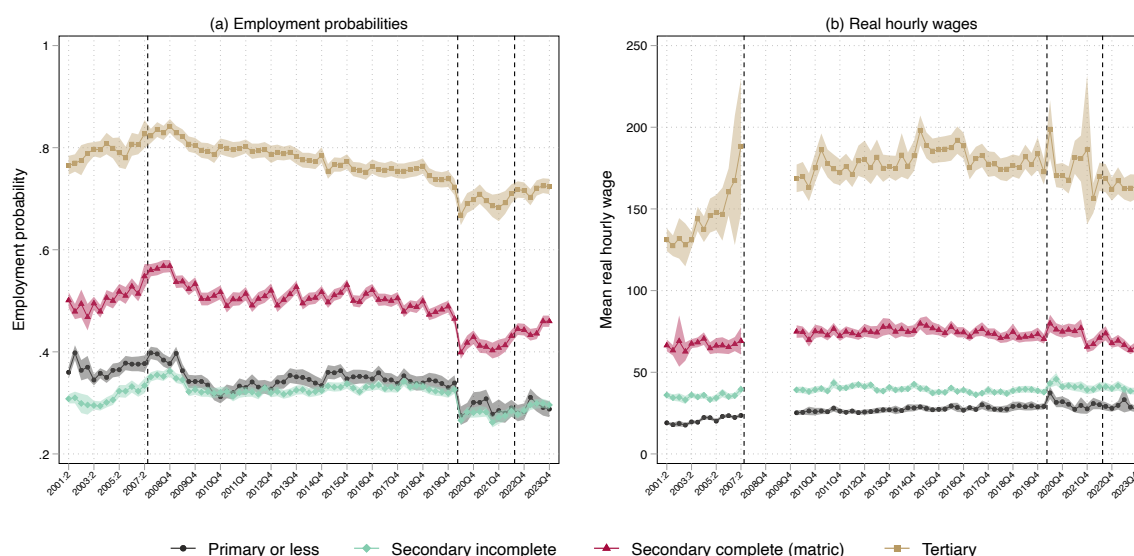 (a) Employment probabilities
Employment probability
1
.8
.6
.4
.2
2001:2
2003:2
2005:2
2007:2
2008Q4
2009Q4
2010Q4
2011Q4
2012Q4
2013Q4
2014Q4
2015Q4
2016Q4
2017Q4
2018Q4
2019Q4
2020Q4
2021Q4
2022Q4
2023Q4
(b) Real hourly wages
Mean real hourly wage
250
200
150
100
50
0
2001:2
2003:2
2005:2
2007:2
2008Q4
2009Q4
2010Q4
2011Q4
2012Q4
2013Q4
2014Q4
2015Q4
2016Q4
2017Q4
2018Q4
2019Q4
2020Q4
2021Q4
2022Q4
Primary or less
Secondary incomplete
Secondary complete (matric)
Tertiary